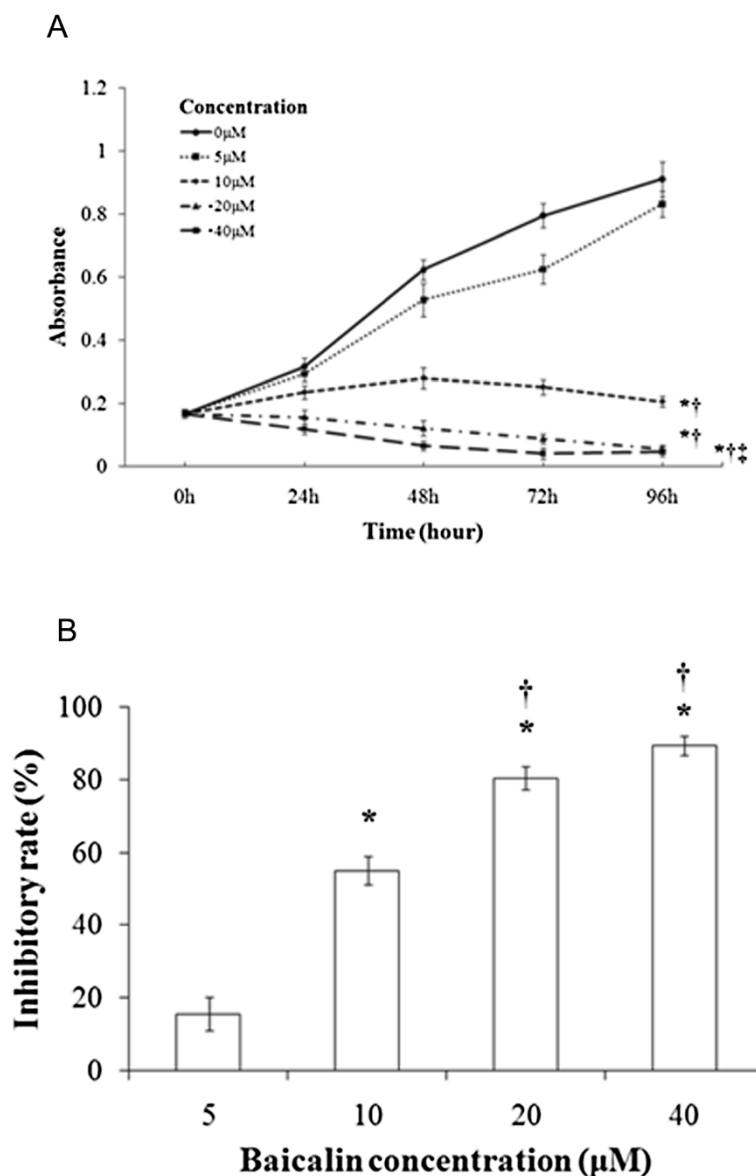 A
1.2
1
0.8
0.6
0.4
0.2
0
Absorbance
Concentration
0μM
5μM
10μM
20μM
40μM
*†
*†
*†‡
0h 24h 48h 72h 96h
Time (hour)
B
100
80
60
40
20
0
Inhibitory rate (%)
*
†
*
†
*
5 10 20 40
Baicalin concentration (μM)